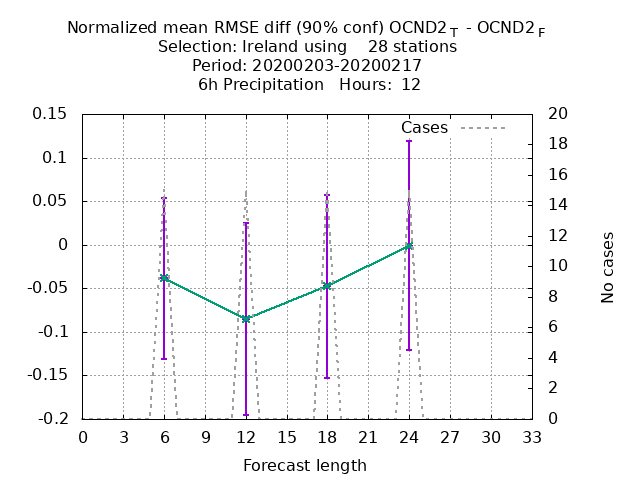 Normalized mean RMSE diff (90% conf) OCND2 T - OCND2 F
Selection: Ireland using 28 stations
Period: 20200203-20200217
6h Precipitation Hours: 12
Cases
0.15
0.1
0.05
0
-0.05
-0.1
-0.15
-0.2
20
18
16
14
12
10
8
6
4
2
0
No cases
0 3 6 9 12 15 18 21 24 27 30 33
Forecast length